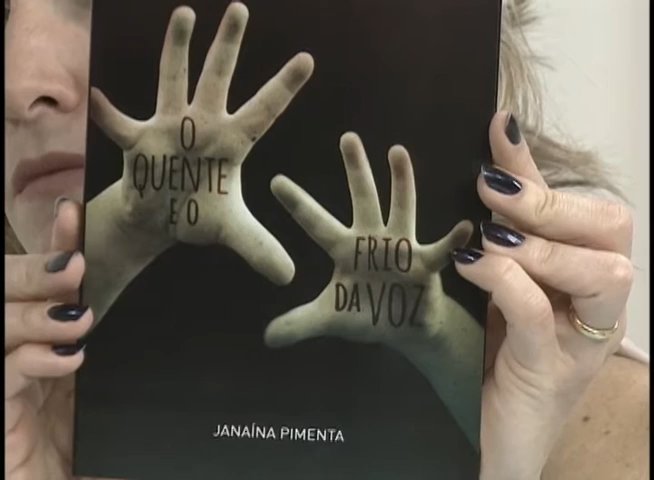 O
QUENTE
E O
FRIO
DA VOZ
JANAÍNA PIMENTA